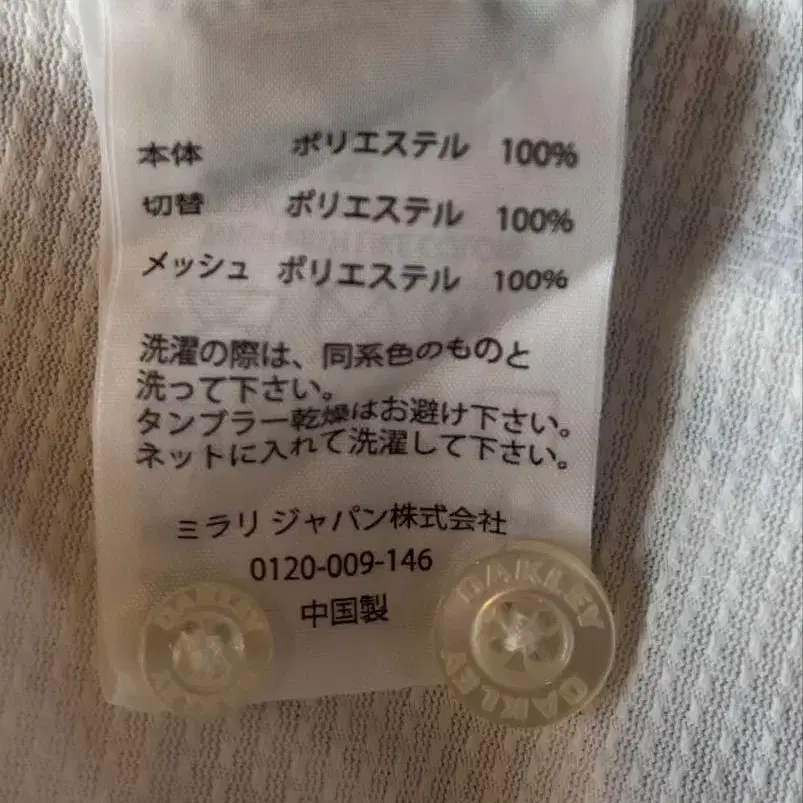 本体 ポリエステル 100%
切替 ポリエステル 100%
メッシュ ポリエステル 100%
洗濯の際は、同系色のものと
洗って下さい。
タンブラー乾燥はお避け下さい。
ネットに入れて洗濯して下さい。
ミラリ ジャパン株式会社
0120-009-146
中国製
OAKLEY
OAKLEY
OAKLEY
OAKLEY